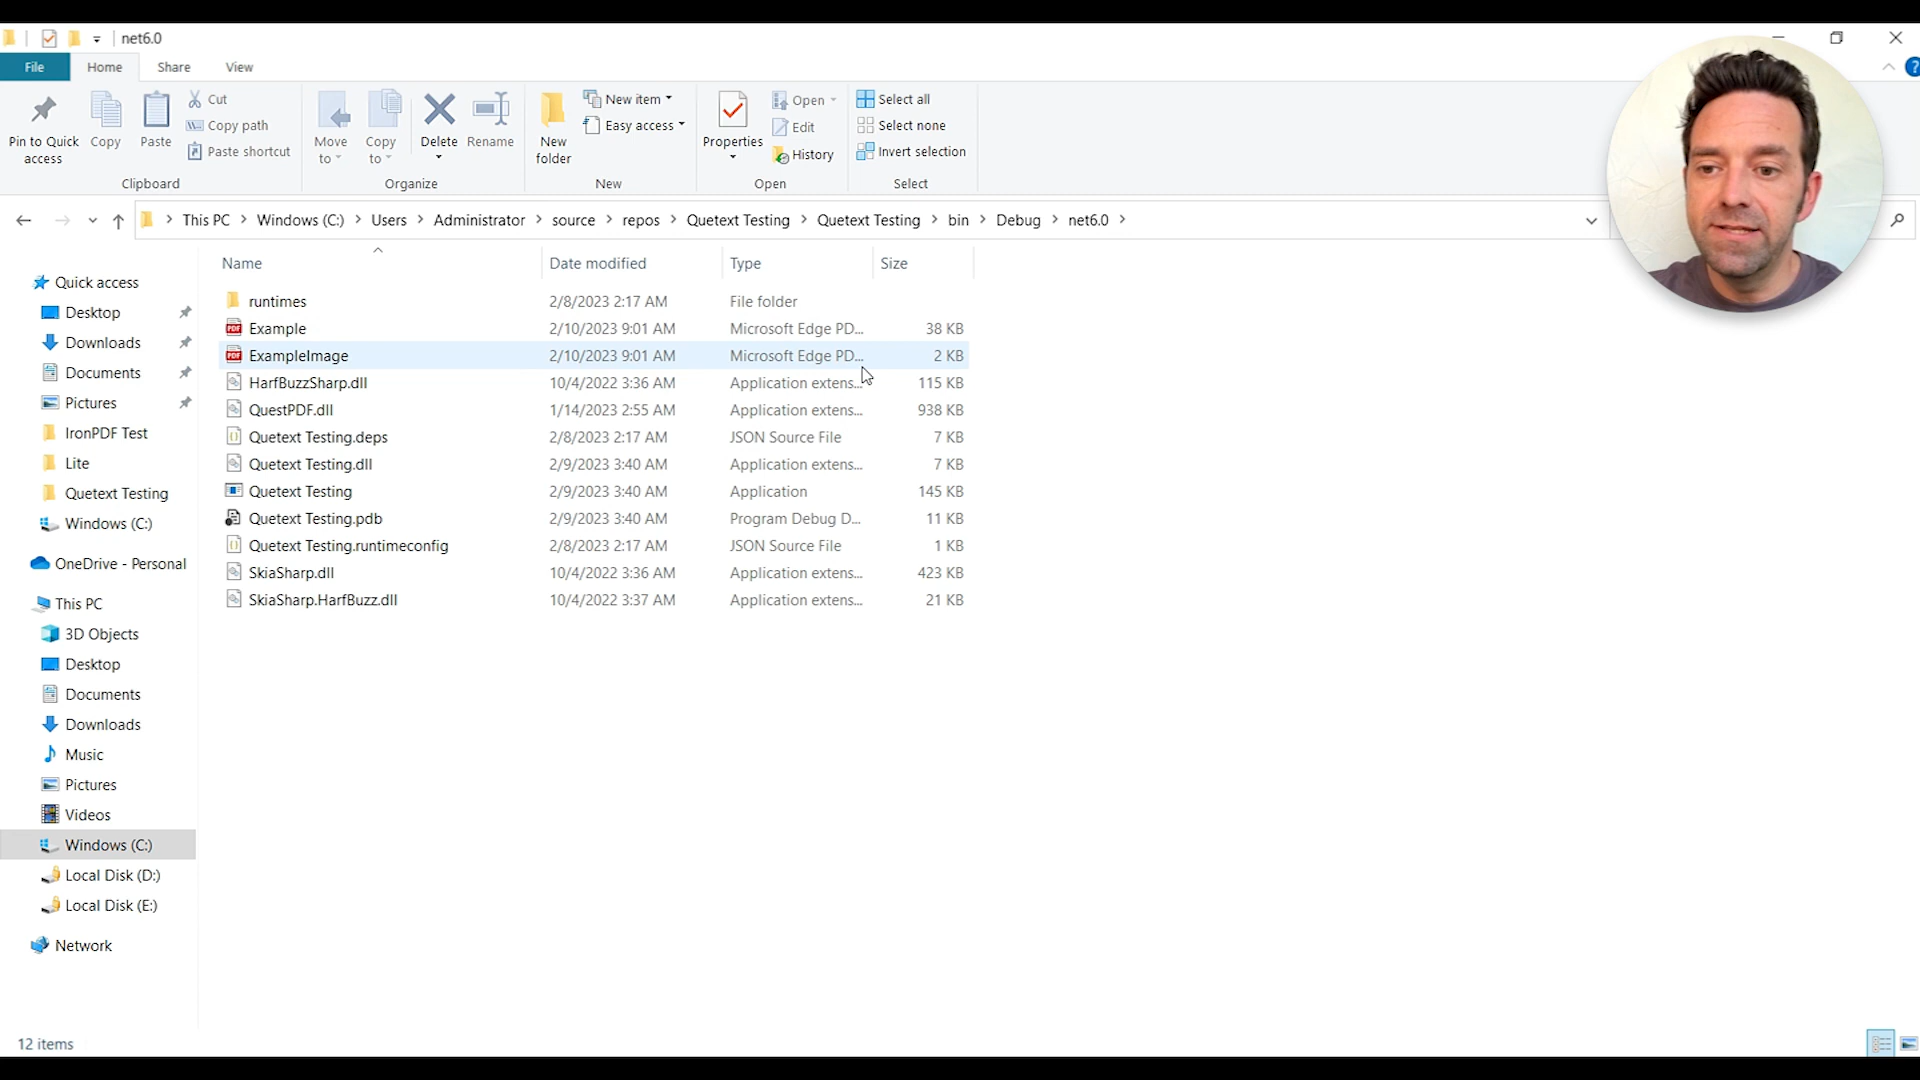 net6.0
File Home Share View
Pin to Quick access
Copy
Paste
Cut
Copy path
Paste shortcut
Clipboard
Move to
Copy to
Delete
Rename
Organize
New folder
New item
Easy access
New
Properties
Open
Edit
History
Open
Select all
Select none
Invert selection
Select
?
This PC Windows (C:) Users Administrator source repos Quetext Testing Quetext Testing bin Debug net6.0
Quick access
Desktop
Downloads
Documents
Pictures
IronPDF Test
Lite
Quetext Testing
Windows (C:)
OneDrive - Personal
This PC
3D Objects
Desktop
Documents
Downloads
Music
Pictures
Videos
Windows (C:)
Local Disk (D:)
Local Disk (E:)
Network
Name Date modified Type Size
runtimes 2/8/2023 2:17 AM File folder
Example 2/10/2023 9:01 AM Microsoft Edge PD... 38 KB
ExampleImage 2/10/2023 9:01 AM Microsoft Edge PD... 2 KB
HarfBuzzSharp.dll 10/4/2022 3:36 AM Application extens... 115 KB
QuestPDF.dll 1/14/2023 2:55 AM Application extens... 938 KB
Quetext Testing.deps 2/8/2023 2:17 AM JSON Source File 7 KB
Quetext Testing.dll 2/9/2023 3:40 AM Application extens... 7 KB
Quetext Testing 2/9/2023 3:40 AM Application 145 KB
Quetext Testing.pdb 2/9/2023 3:40 AM Program Debug D... 11 KB
Quetext Testing.runtimeconfig 2/8/2023 2:17 AM JSON Source File 1 KB
SkiaSharp.dll 10/4/2022 3:36 AM Application extens... 423 KB
SkiaSharp.HarfBuzz.dll 10/4/2022 3:37 AM Application extens... 21 KB
12 items